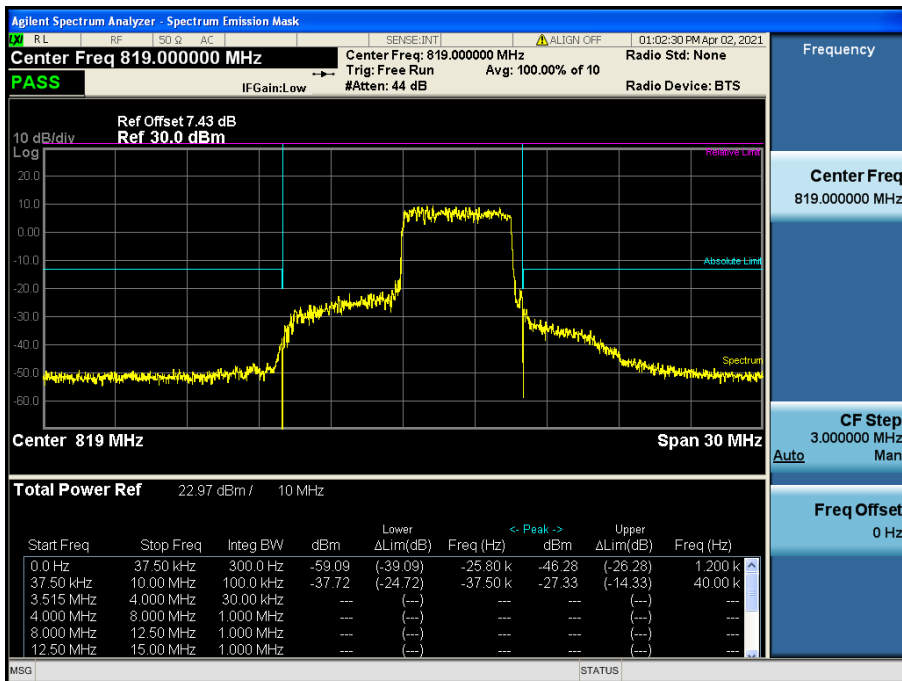 Agilent Spectrum Analyzer - Spectrum Emission Mask
LXI RL RF 50 Ω AC SENSE:INT ALIGN OFF 01:02:30 PM Apr 02, 2021
Center Freq 819.000000 MHz
Center Freq: 819.000000 MHz
Radio Std: None
Trig: Free Run Avg: 100.00% of 10
PASS
IFGain:Low
#Atten: 44 dB
Radio Device: BTS
Ref Offset 7.43 dB
10 dB/div Ref 30.0 dBm
Log
Relative Limit
20.0
10.0
0.00
-10.0
Absolute Limit
-20.0
-30.0
-40.0
Spectrum
-50.0
-60.0
Center 819 MHz
Span 30 MHz
Total Power Ref 22.97 dBm / 10 MHz
Lower <- Peak -> Upper
Start Freq Stop Freq Integ BW dBm ΔLim(dB) Freq (Hz) dBm ΔLim(dB) Freq (Hz)
0.0 Hz 37.50 kHz 300.0 Hz -59.09 (-39.09) -25.80 k -46.28 (-26.28) 1.200 k
37.50 kHz 10.00 MHz 100.0 kHz -37.72 (-24.72) -37.50 k -27.33 (-14.33) 40.00 k
3.515 MHz 4.000 MHz 30.00 kHz --- (---) --- --- (---) ---
4.000 MHz 8.000 MHz 1.000 MHz --- (---) --- --- (---) ---
8.000 MHz 12.50 MHz 1.000 MHz --- (---) --- --- (---) ---
12.50 MHz 15.00 MHz 1.000 MHz --- (---) --- --- (---) ---
MSG
STATUS
Frequency
Center Freq
819.000000 MHz
CF Step
3.000000 MHz
Auto Man
Freq Offset
0 Hz